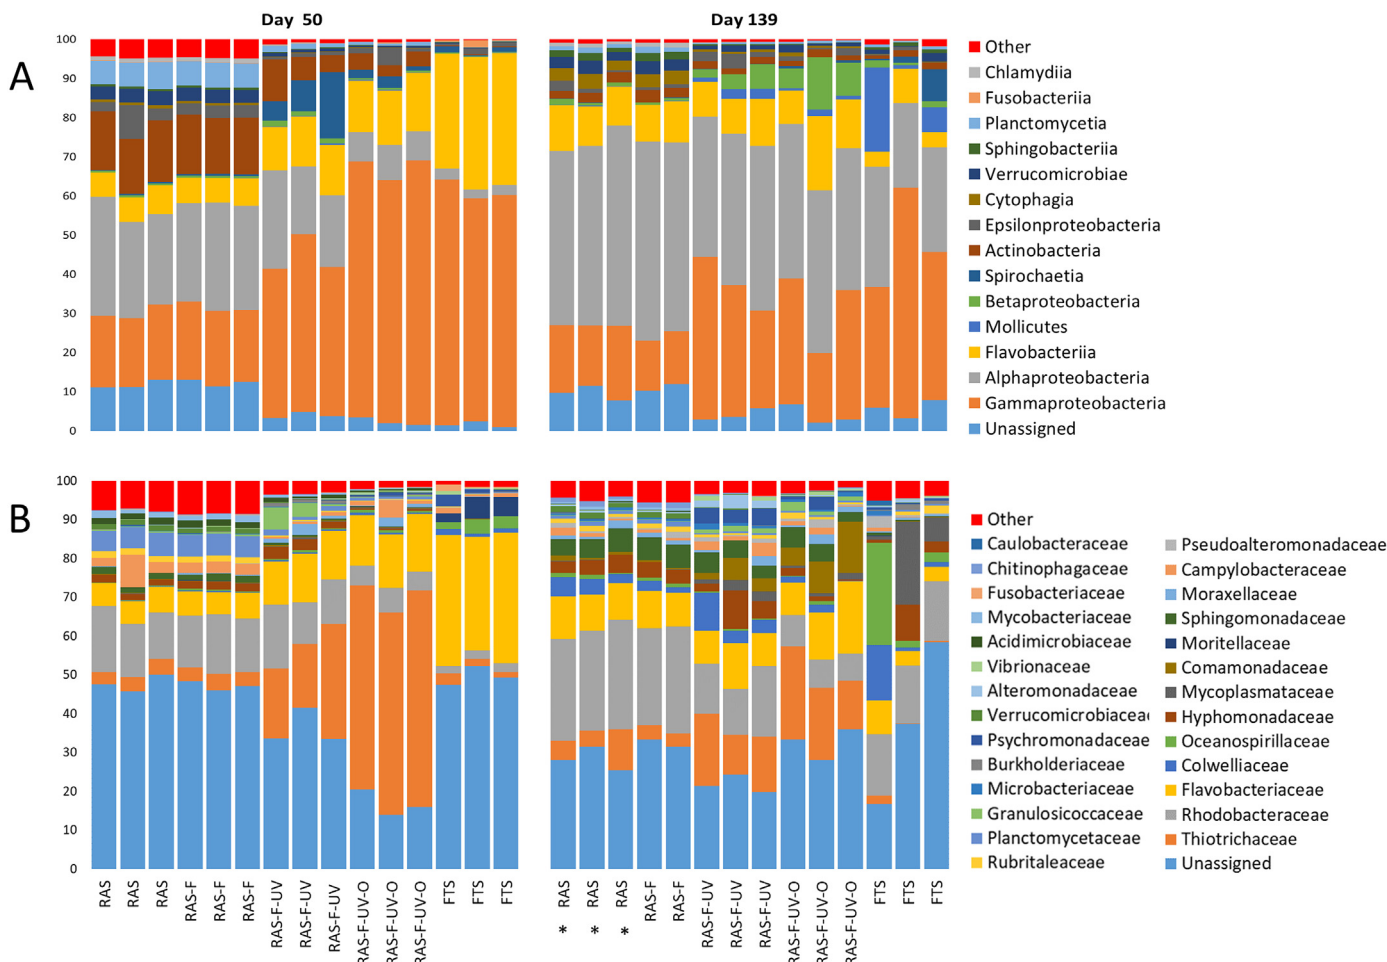 Day 50
Day 139
A
100
90
80
70
60
50
40
30
20
10
0
Other
Chlamydiia
Fusobacteriia
Planctomycetia
Sphingobacteriia
Verrucomicrobiae
Cytophagia
Epsilonproteobacteria
Actinobacteria
Spirochaetia
Betaproteobacteria
Mollicutes
Flavobacteriia
Alphaproteobacteria
Gammaproteobacteria
Unassigned
B
100
90
80
70
60
50
40
30
20
10
0
Other
Caulobacteraceae
Chitinophagaceae
Fusobacteriaceae
Mycobacteriaceae
Acidimicrobiaceae
Vibrionaceae
Alteromonadaceae
Verrucomicrobiaceae
Psychromonadaceae
Burkholderiaceae
Microbacteriaceae
Granulosicoccaceae
Planctomycetaceae
Rubritaleaceae
Pseudoalteromonadaceae
Campylobacteraceae
Moraxellaceae
Sphingomonadaceae
Moritellaceae
Comamonadaceae
Mycoplasmataceae
Hyphomonadaceae
Oceanospirillaceae
Colwelliaceae
Flavobacteriaceae
Rhodobacteraceae
Thiotrichaceae
Unassigned
RAS
RAS
RAS
RAS-F
RAS-F
RAS-F
RAS-F-UV
RAS-F-UV
RAS-F-UV
RAS-F-UV-O
RAS-F-UV-O
RAS-F-UV-O
FTS
FTS
FTS
* RAS
* RAS
* RAS
RAS-F
RAS-F
RAS-F-UV
RAS-F-UV
RAS-F-UV
RAS-F-UV-O
RAS-F-UV-O
RAS-F-UV-O
FTS
FTS
FTS